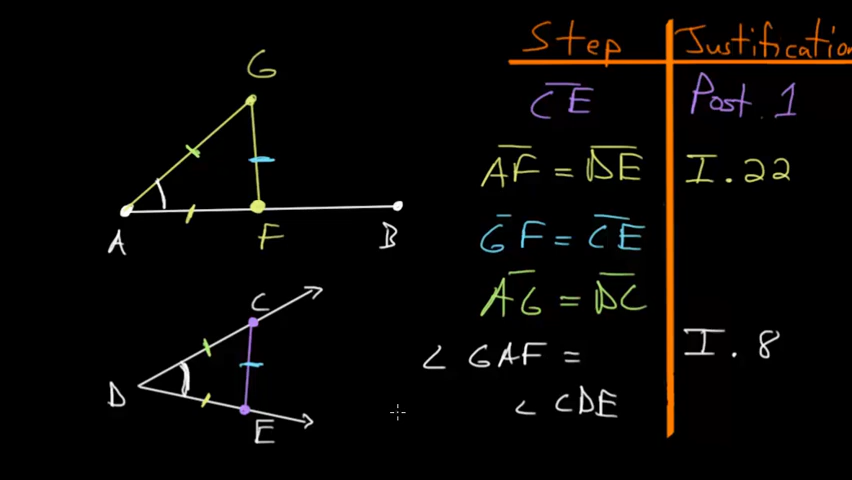 G
A
F
B
C
D
E
Step Justification
CE Post. 1
AF = DE I.22
GF = CE
AG = DC
∠ GAF = I.8
∠ CDE